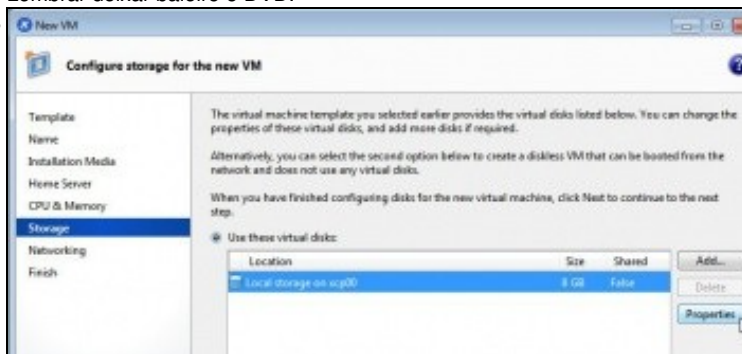 Lembrar deixar baleiro o DVD.
New VM
Configure storage for the new VM
Template
Name
Installation Media
Home Server
CPU & Memory
Storage
Networking
Finish
The virtual machine template you selected earlier provides the virtual disks listed below. You can change the
properties of these virtual disks, and add more disks if required.
Alternatively, you can select the second option below to create a diskless VM that can be booted from the
network and does not use any virtual disks.
When you have finished configuring disks for the new virtual machine, click Next to continue to the next
step.
Use these virtual disks:
Location Size Shared
Local storage on xcp00 8 GB False
Add...
Delete
Properties